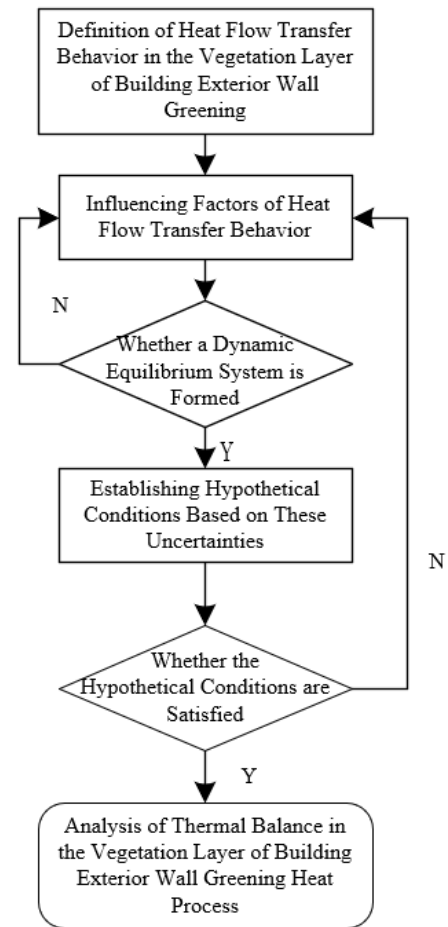 Definition of Heat Flow Transfer
Behavior in the Vegetation Layer
of Building Exterior Wall
Greening
Influencing Factors of Heat
Flow Transfer Behavior
N
Whether a Dynamic
Equilibrium System is
Formed
Y
Establishing Hypothetical
Conditions Based on These
Uncertainties
N
Whether the
Hypothetical Conditions are
Satisfied
Y
Analysis of Thermal Balance in
the Vegetation Layer of Building
Exterior Wall Greening Heat
Process